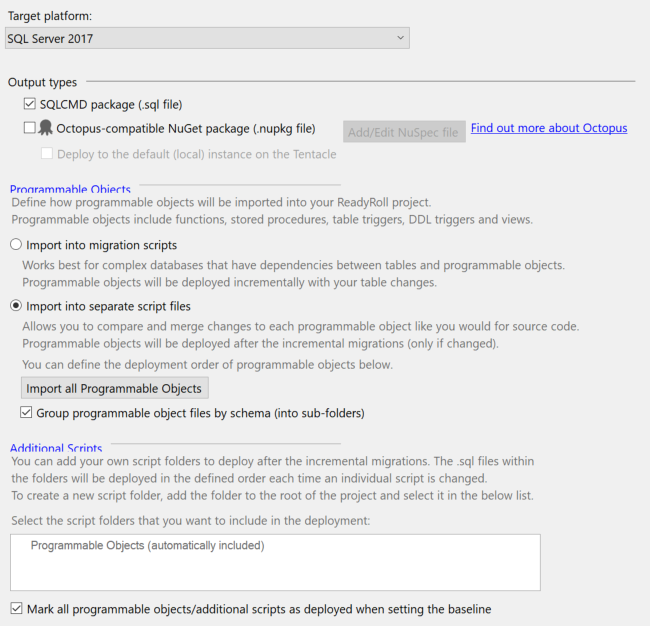 Target platform:
SQL Server 2017
Output types
SQLCMD package (.sql file)
Octopus-compatible NuGet package (.nupkg file)
Add/Edit NuSpec file
Find out more about Octopus
Deploy to the default (local) instance on the Tentacle
Programmable Objects
Define how programmable objects will be imported into your ReadyRoll project.
Programmable objects include functions, stored procedures, table triggers, DDL triggers and views.
Import into migration scripts
Works best for complex databases that have dependencies between tables and programmable objects.
Programmable objects will be deployed incrementally with your table changes.
Import into separate script files
Allows you to compare and merge changes to each programmable object like you would for source code.
Programmable objects will be deployed after the incremental migrations (only if changed).
You can define the deployment order of programmable objects below.
Import all Programmable Objects
Group programmable object files by schema (into sub-folders)
Additional Scripts
You can add your own script folders to deploy after the incremental migrations. The .sql files within
the folders will be deployed in the defined order each time an individual script is changed.
To create a new script folder, add the folder to the root of the project and select it in the below list.
Select the script folders that you want to include in the deployment:
Programmable Objects (automatically included)
Mark all programmable objects/additional scripts as deployed when setting the baseline